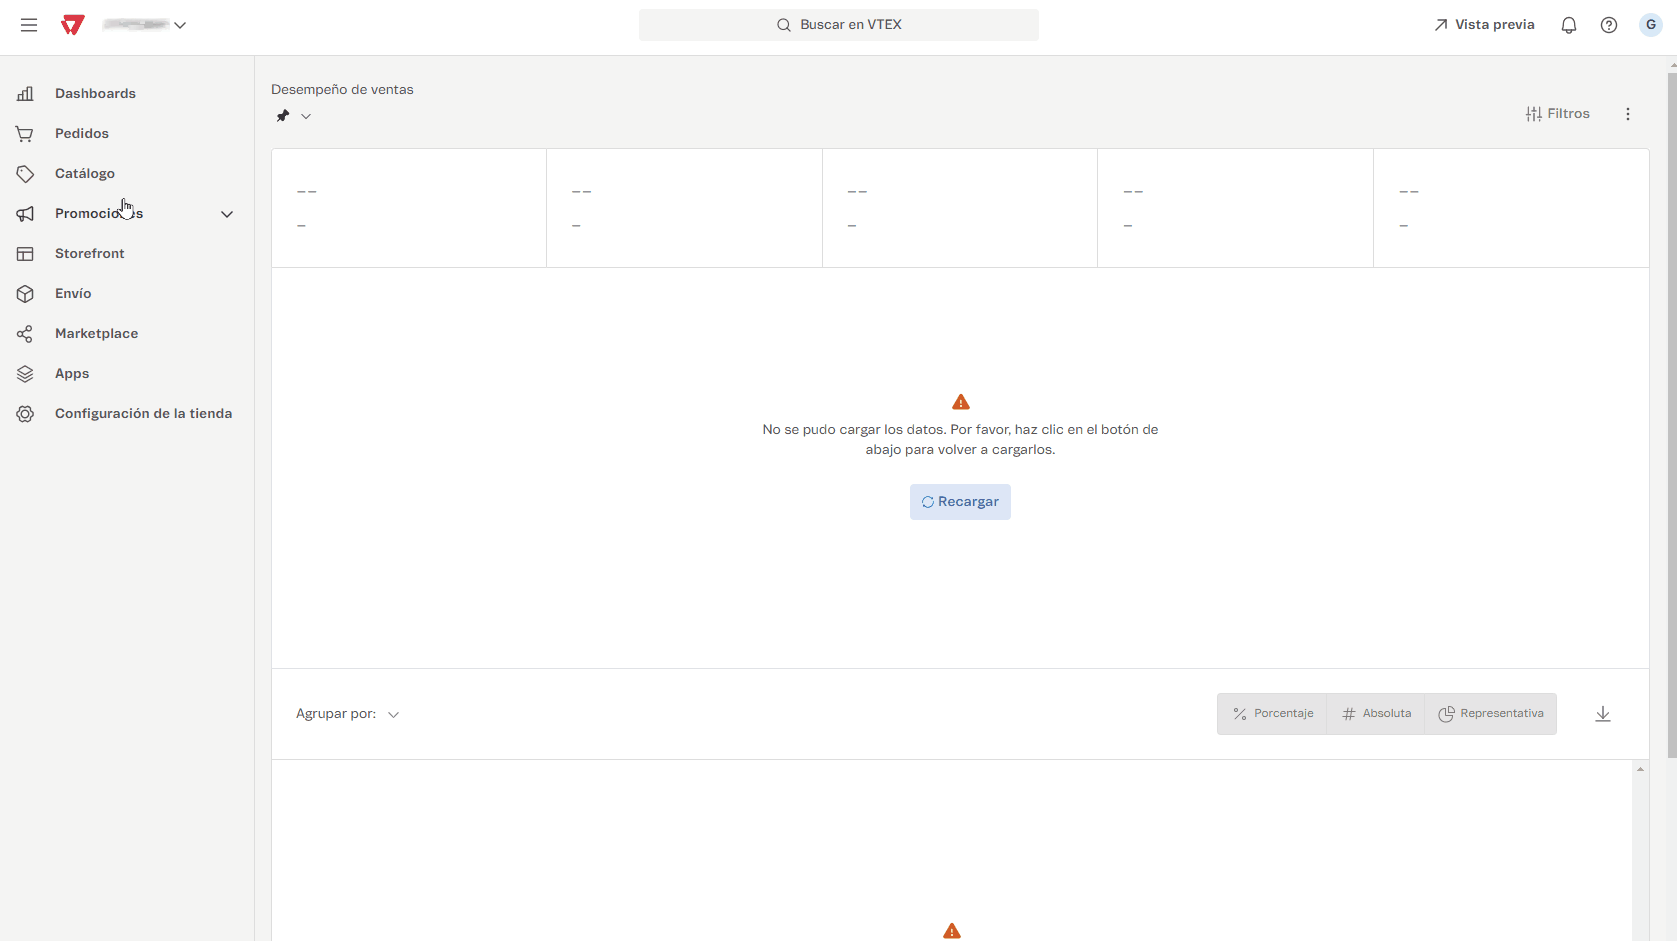 Buscar en VTEX
Vista previa
G
Dashboards
Pedidos
Catálogo
Promociones
Storefront
Envío
Marketplace
Apps
Configuración de la tienda
Desempeño de ventas
Filtros
-- -- -- -- --
- - - - -
No se pudo cargar los datos. Por favor, haz clic en el botón de
abajo para volver a cargarlos.
Recargar
Agrupar por:
Porcentaje
Absoluta
Representativa